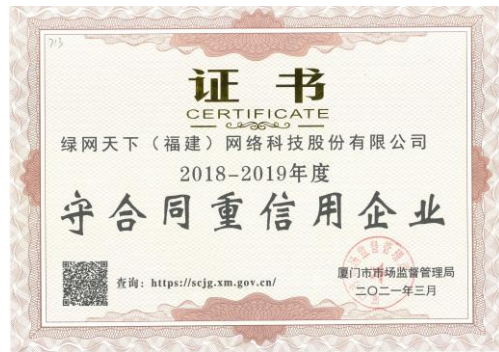 713
证 书
CERTIFICATE
绿网天下（福建）网络科技股份有限公司
2018-2019年度
守合同重信用企业
查询：https://scjg.xm.gov.cn/
厦门市市场监督管理局
二〇二一年三月